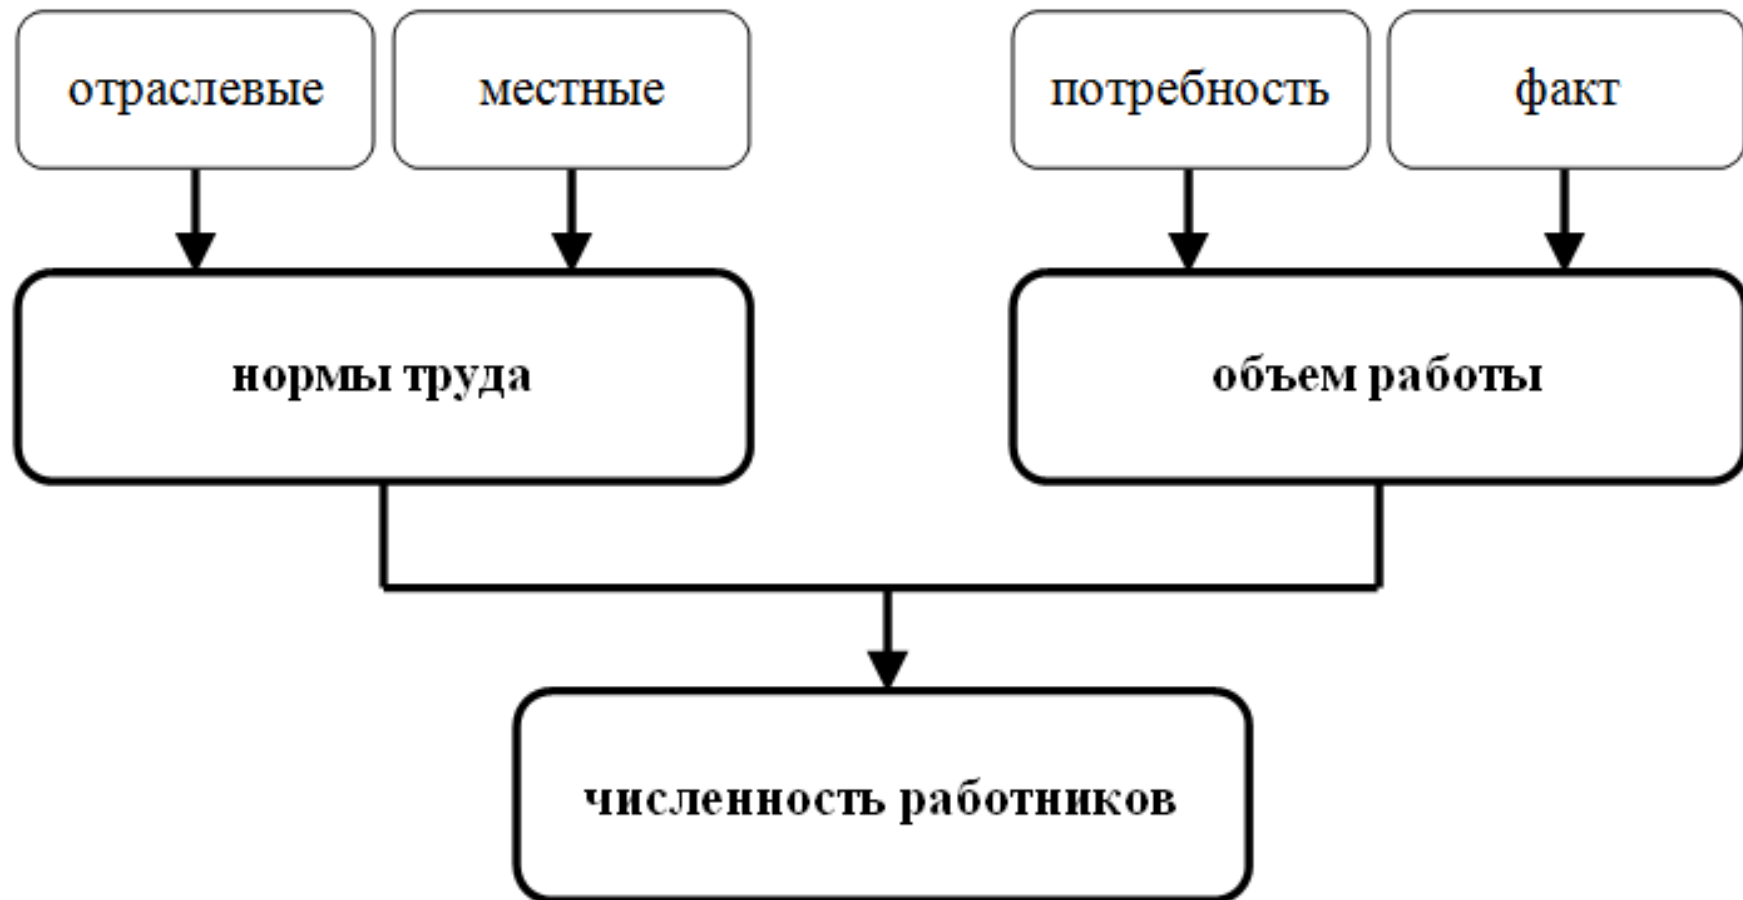 отраслевые
местные
потребность
факт
нормы труда
объем работы
численность работников